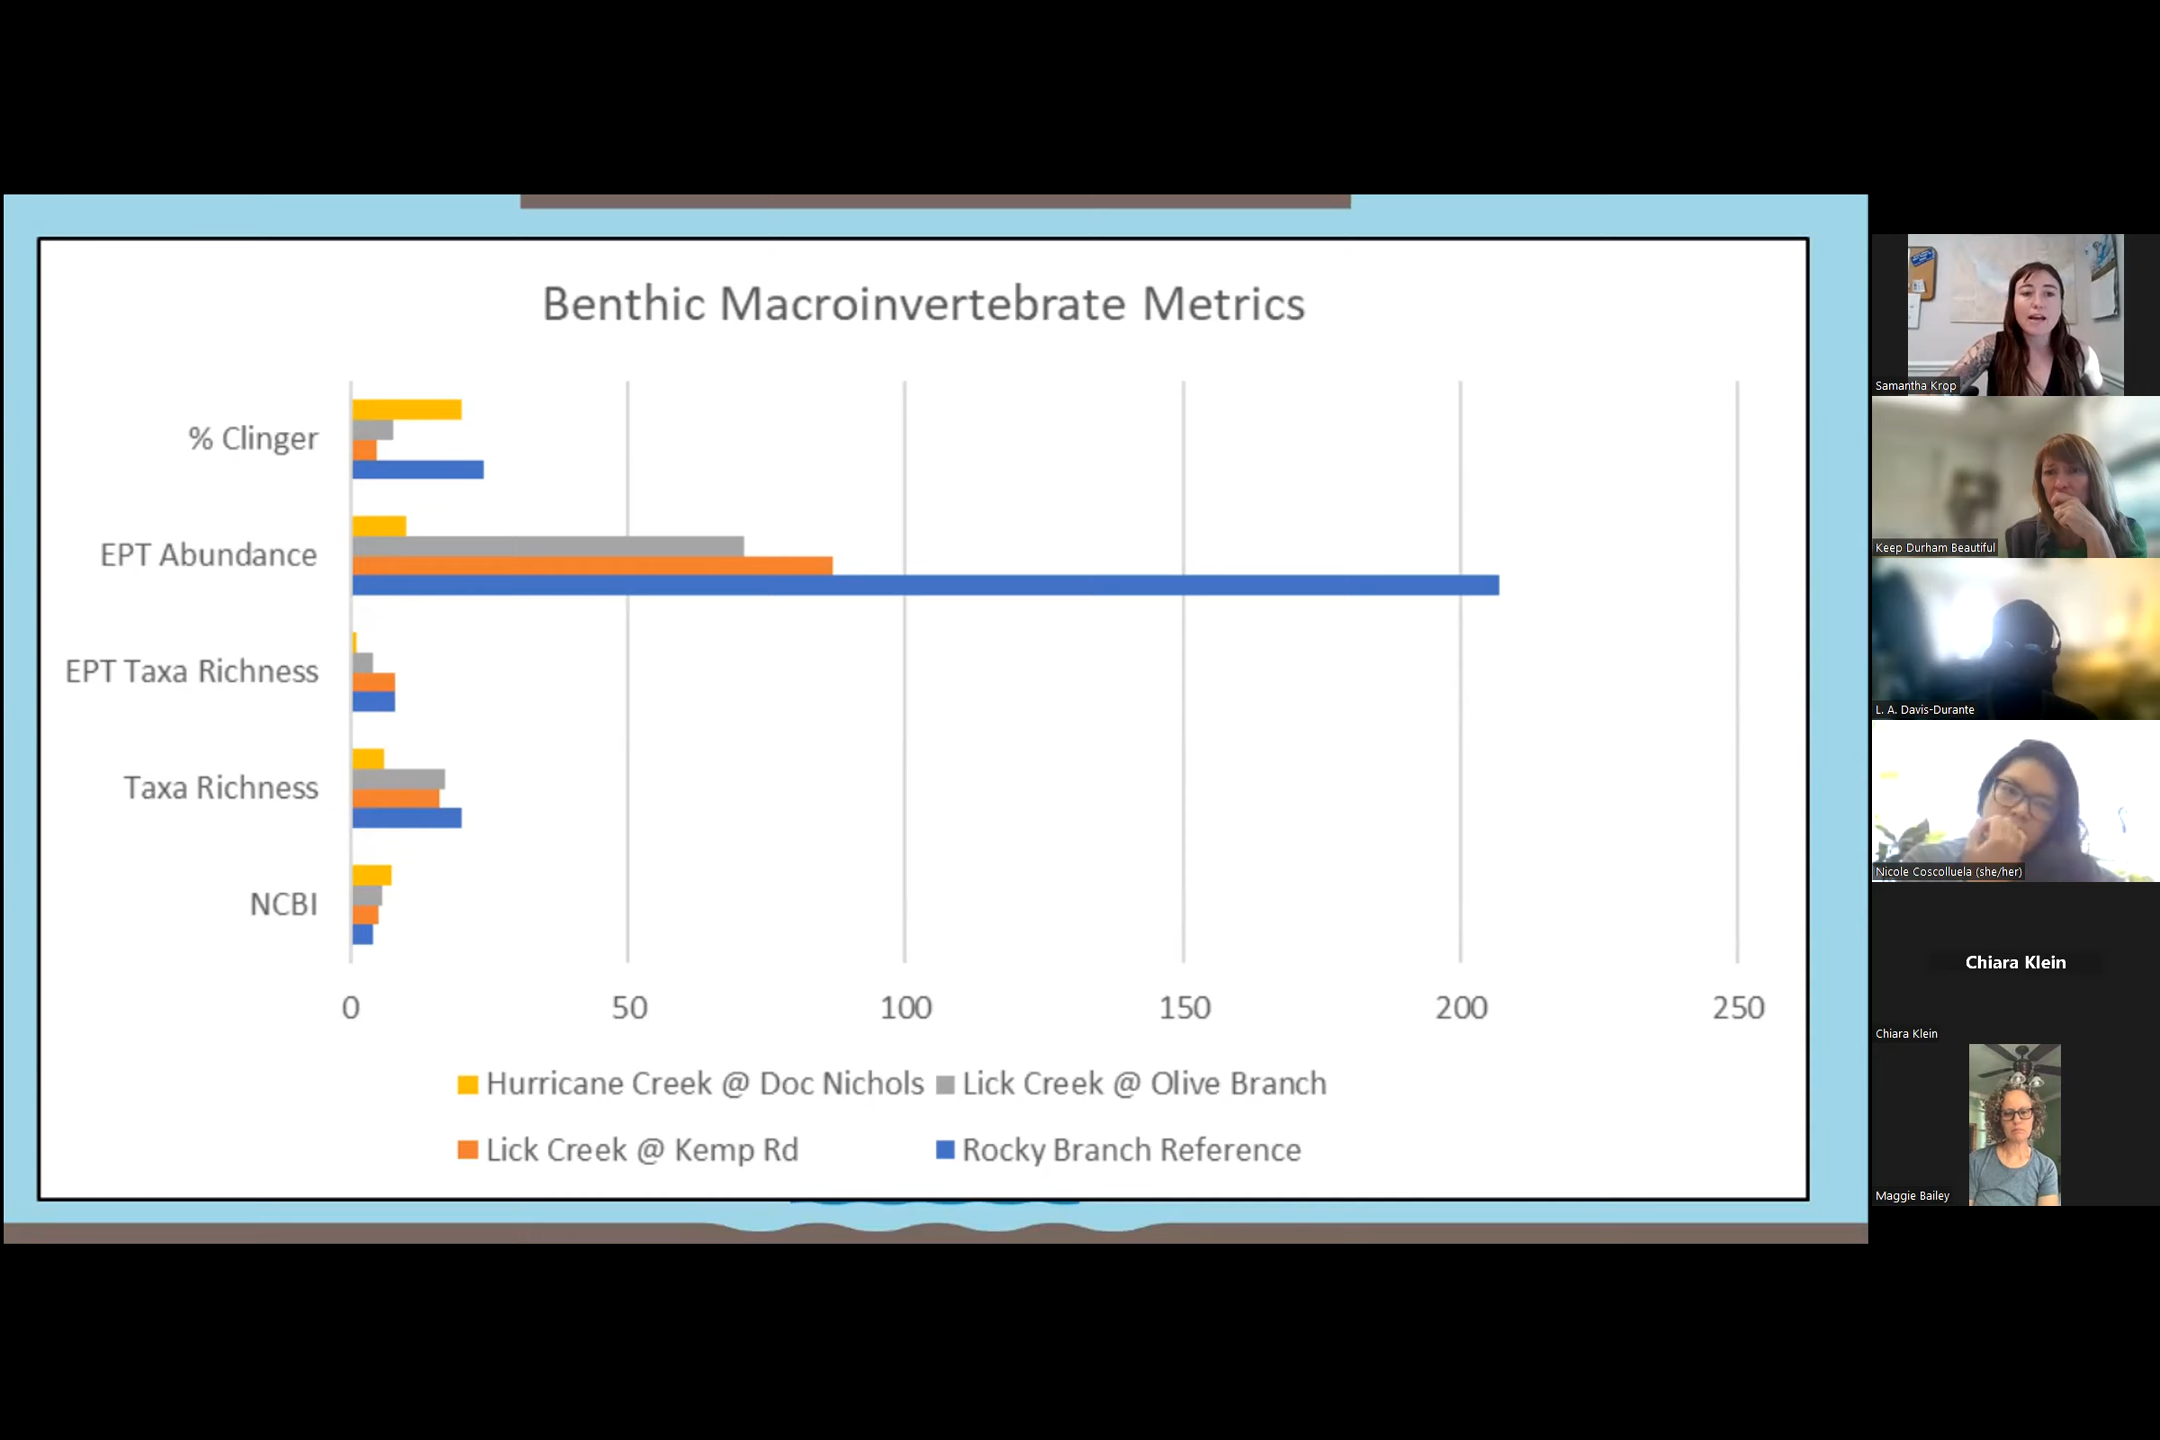 Benthic Macroinvertebrate Metrics
% Clinger
EPT Abundance
EPT Taxa Richness
Taxa Richness
NCBI
0 50 100 150 200 250
Hurricane Creek @ Doc Nichols Lick Creek @ Olive Branch
Lick Creek @ Kemp Rd Rocky Branch Reference
Samantha Krop
Keep Durham Beautiful
L. A. Davis-Durante
Nicole Coscolluela (she/her)
Chiara Klein
Chiara Klein
Maggie Bailey